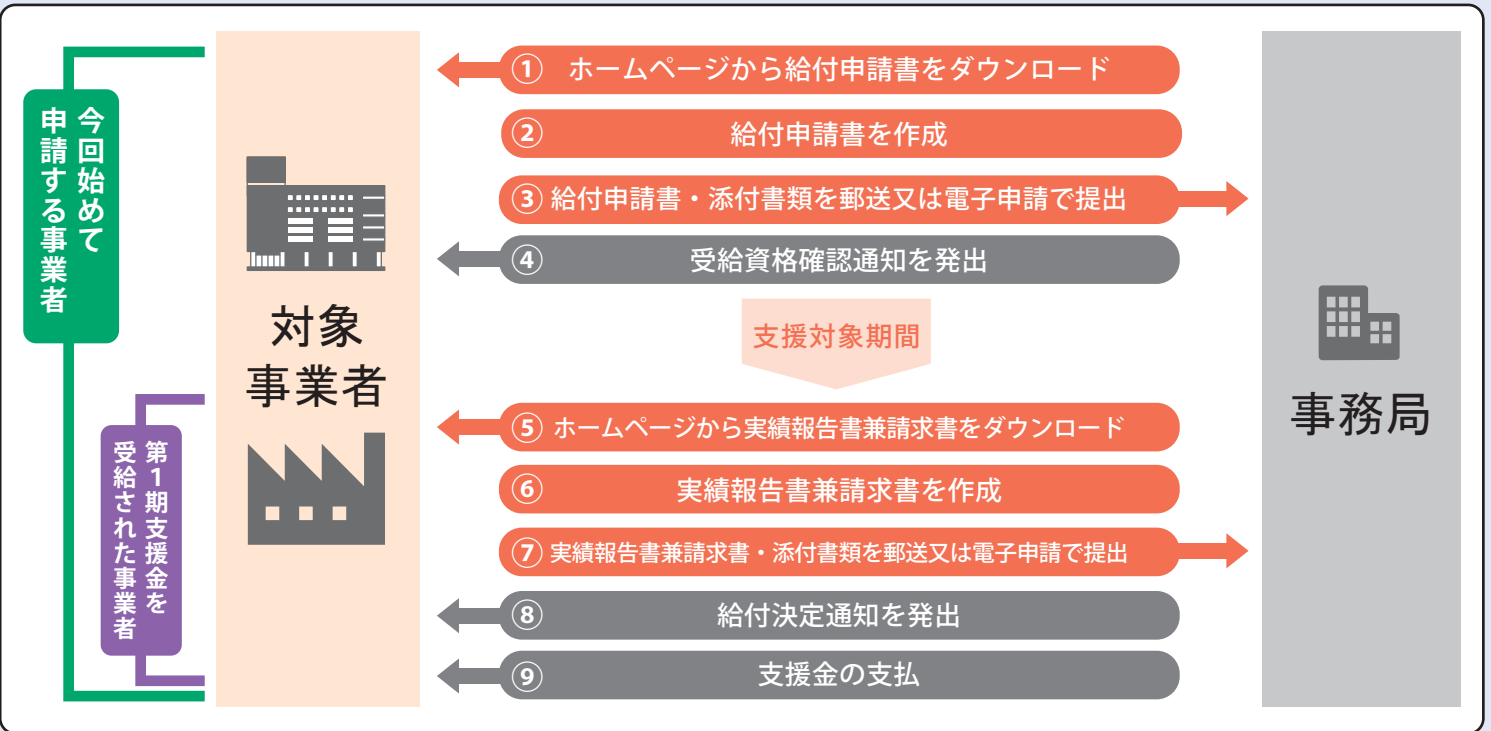 今回始めて
申請する事業者
第1期支援金を
受給された事業者
対象
事業者
① ホームページから給付申請書をダウンロード
② 給付申請書を作成
③ 給付申請書・添付書類を郵送又は電子申請で提出
④ 受給資格確認通知を発出
支援対象期間
⑤ ホームページから実績報告書兼請求書をダウンロード
⑥ 実績報告書兼請求書を作成
⑦ 実績報告書兼請求書・添付書類を郵送又は電子申請で提出
⑧ 給付決定通知を発出
⑨ 支援金の支払
事務局